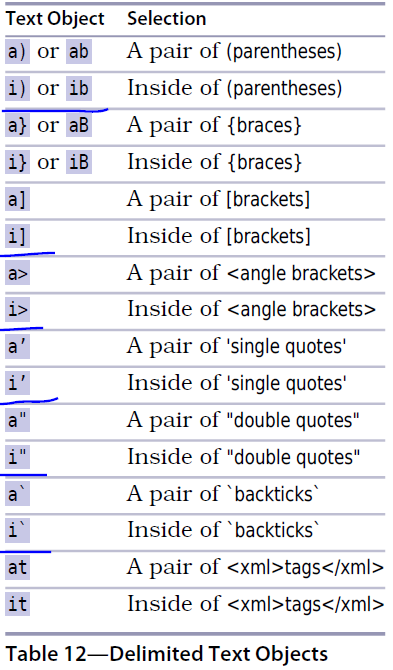 Text Object Selection
a) or ab A pair of (parentheses)
i) or ib Inside of (parentheses)
a} or aB A pair of {braces}
i} or iB Inside of {braces}
a] A pair of [brackets]
i] Inside of [brackets]
a> A pair of <angle brackets>
i> Inside of <angle brackets>
a’ A pair of 'single quotes'
i’ Inside of 'single quotes'
a" A pair of "double quotes"
i" Inside of "double quotes"
a` A pair of `backticks`
i` Inside of `backticks`
at A pair of <xml>tags</xml>
it Inside of <xml>tags</xml>
Table 12—Delimited Text Objects